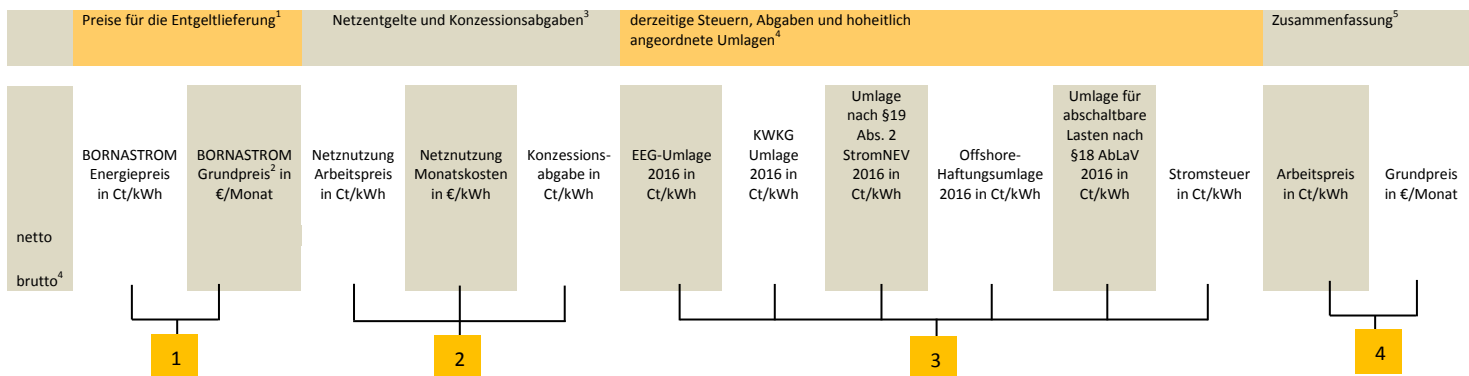 Preise für die Entgeltlieferung1
Netzentgelte und Konzessionsabgaben3
derzeitige Steuern, Abgaben und hoheitlich
angeordnete Umlagen4
Zusammenfassung5
BORNASTROM
Energiepreis
in Ct/kWh
BORNASTROM
Grundpreis2 in
€/Monat
Netznutzung
Arbeitspreis in
Ct/kWh
Netznutzung
Monatskosten
in €/kWh
Konzessions-
abgabe in
Ct/kWh
EEG-Umlage
2016 in
Ct/kWh
KWKG
Umlage
2016 in
Ct/kWh
Umlage
nach §19
Abs. 2
StromNEV
2016 in
Ct/kWh
Offshore-
Haftungsumlage
2016 in Ct/kWh
Umlage für
abschaltbare
Lasten nach
§18 AbLaV
2016 in
Ct/kWh
Stromsteuer
in Ct/kWh
Arbeitspreis
in Ct/kWh
Grundpreis
in €/Monat
netto
brutto4
1
2
3
4